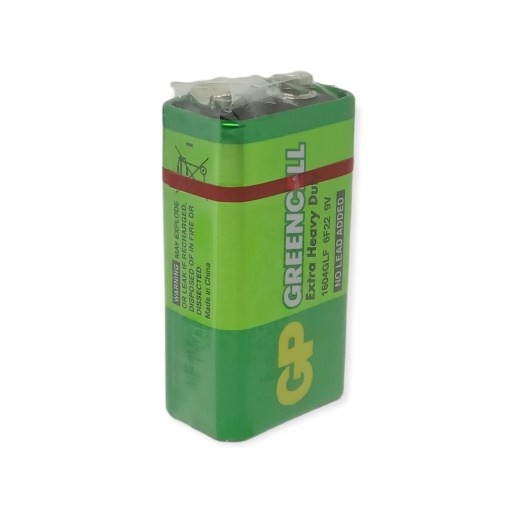 GP
GREENCELL
Extra Heavy Du
1604GLF 6F22 9V
NO LEAD ADDED
WARNING MAY EXPLODE
OR LEAK IF RECHARGED,
DISPOSED OF IN FIRE OR
DISSECTED.
Made in China